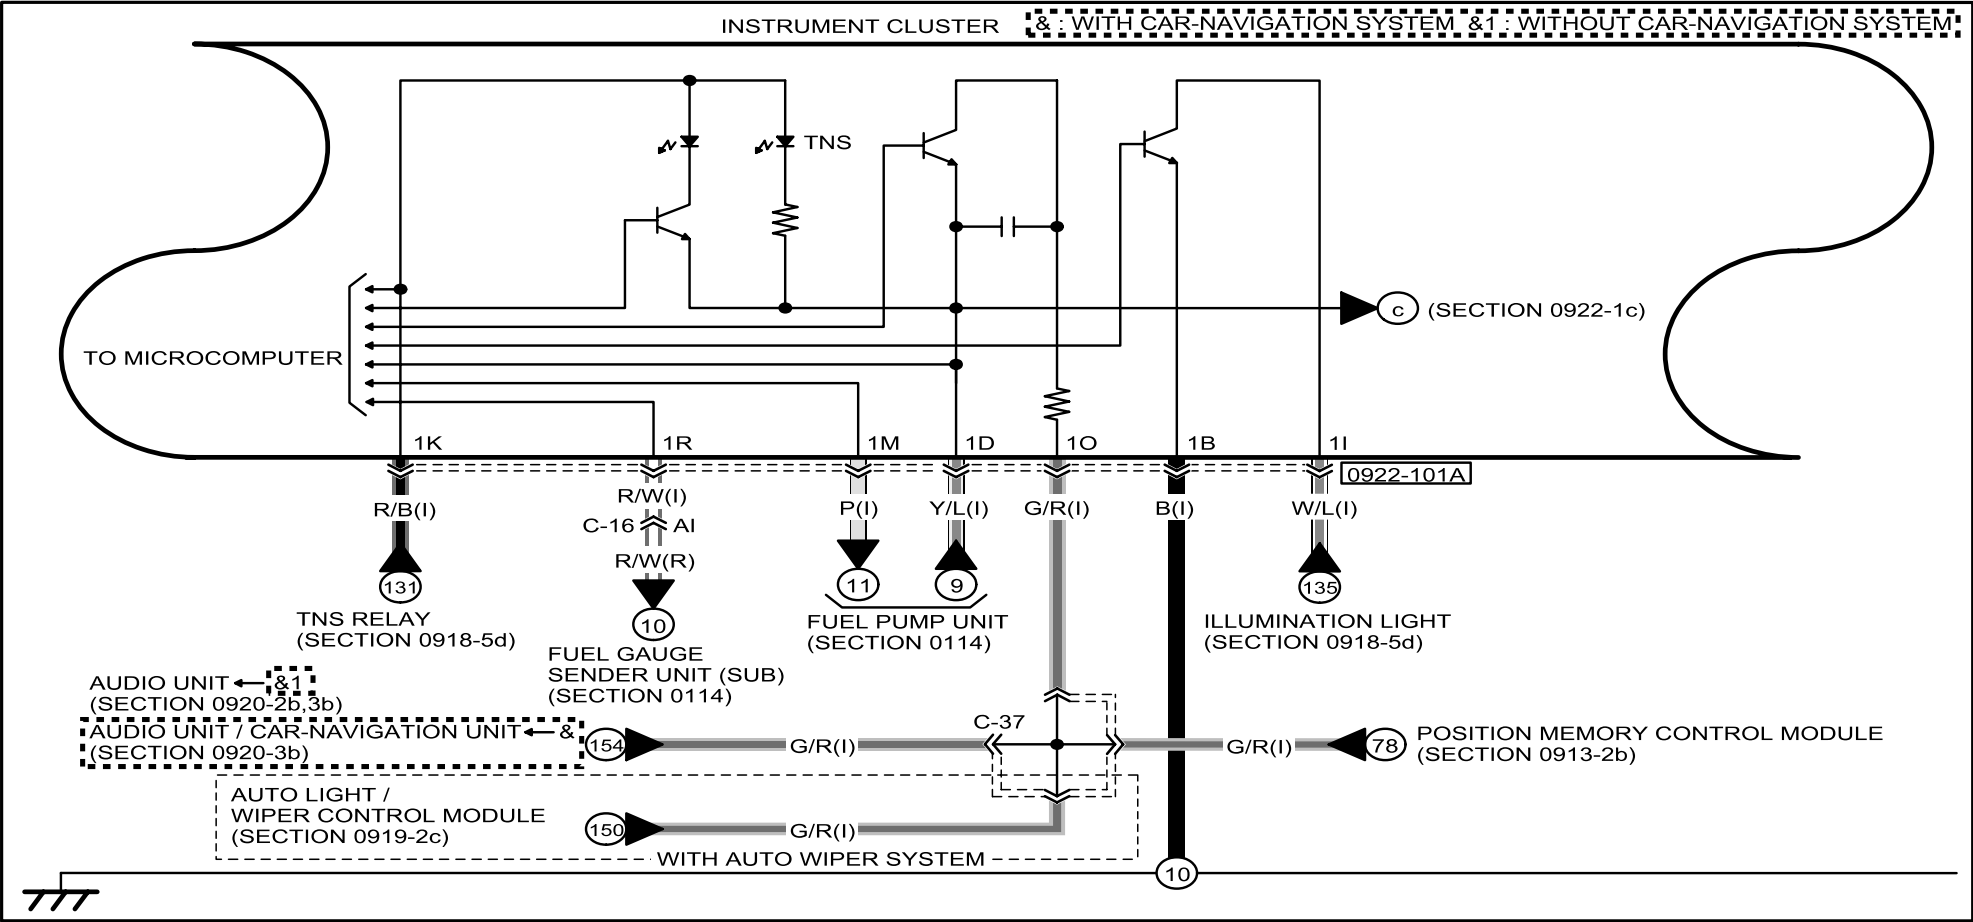 INSTRUMENT CLUSTER
& : WITH CAR-NAVIGATION SYSTEM &1 : WITHOUT CAR-NAVIGATION SYSTEM
TNS
c
(SECTION 0922-1c)
TO MICROCOMPUTER
1K
1R
1M
1D
1O
1B
1I
0922-101A
R/B(I)
R/W(I)
P(I)
Y/L(I)
G/R(I)
B(I)
W/L(I)
C-16
AI
R/W(R)
131
11
9
135
TNS RELAY
(SECTION 0918-5d)
10
FUEL GAUGE
SENDER UNIT (SUB)
(SECTION 0114)
FUEL PUMP UNIT
(SECTION 0114)
ILLUMINATION LIGHT
(SECTION 0918-5d)
AUDIO UNIT &1
(SECTION 0920-2b,3b)
AUDIO UNIT / CAR-NAVIGATION UNIT &
(SECTION 0920-3b)
154
G/R(I)
C-37
G/R(I)
78
POSITION MEMORY CONTROL MODULE
(SECTION 0913-2b)
AUTO LIGHT /
WIPER CONTROL MODULE
(SECTION 0919-2c)
150
G/R(I)
WITH AUTO WIPER SYSTEM
10